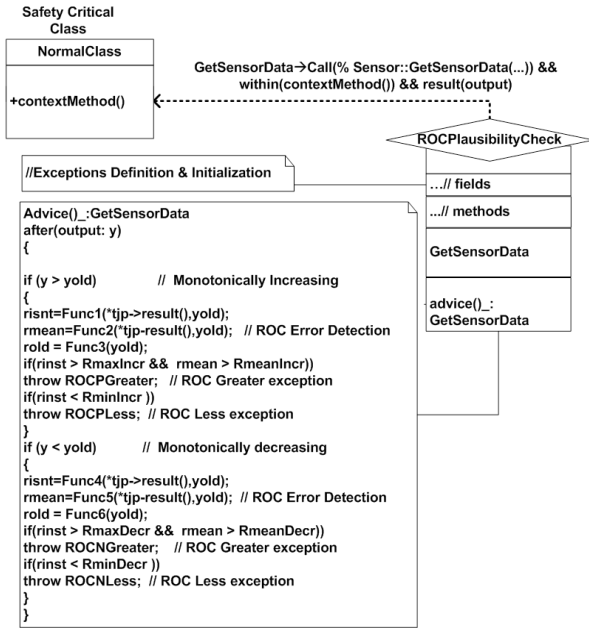 Safety Critical
Class
NormalClass
+contextMethod()
GetSensorData→Call(% Sensor::GetSensorData(...)) &&
within(contextMethod()) && result(output)
ROCPlausibilityCheck
…// fields
...// methods
GetSensorData
advice()_:
GetSensorData
//Exceptions Definition & Initialization
Advice()_:GetSensorData
after(output: y)
{
if (y > yold) // Monotonically Increasing
{
risnt=Func1(*tjp->result(),yold);
rmean=Func2(*tjp-result(),yold); // ROC Error Detection
rold = Func3(yold);
if(rinst > RmaxIncr && rmean > RmeanIncr))
throw ROCPGreater; // ROC Greater exception
if(rinst < RminIncr ))
throw ROCPLess; // ROC Less exception
}
if (y < yold) // Monotonically decreasing
{
risnt=Func4(*tjp->result(),yold);
rmean=Func5(*tjp-result(),yold); // ROC Error Detection
rold = Func6(yold);
if(rinst > RmaxDecr && rmean > RmeanDecr))
throw ROCNGreater; // ROC Greater exception
if(rinst < RminDecr ))
throw ROCNLess; // ROC Less exception
}
}